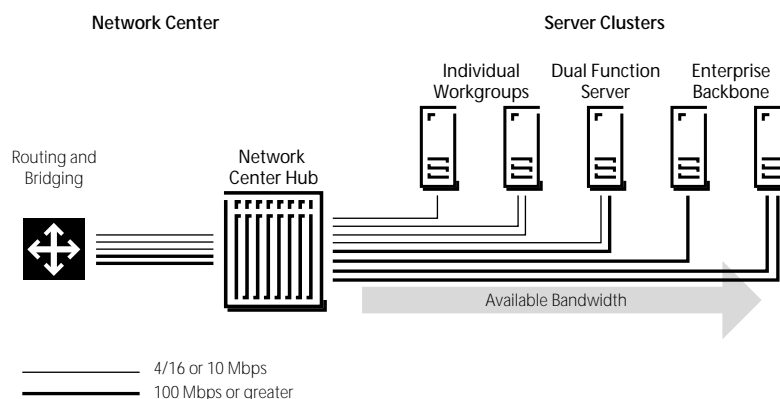 Network Center
Server Clusters
Individual
Workgroups
Dual Function
Server
Enterprise
Backbone
Routing and
Bridging
Network
Center Hub
Available Bandwidth
4/16 or 10 Mbps
100 Mbps or greater